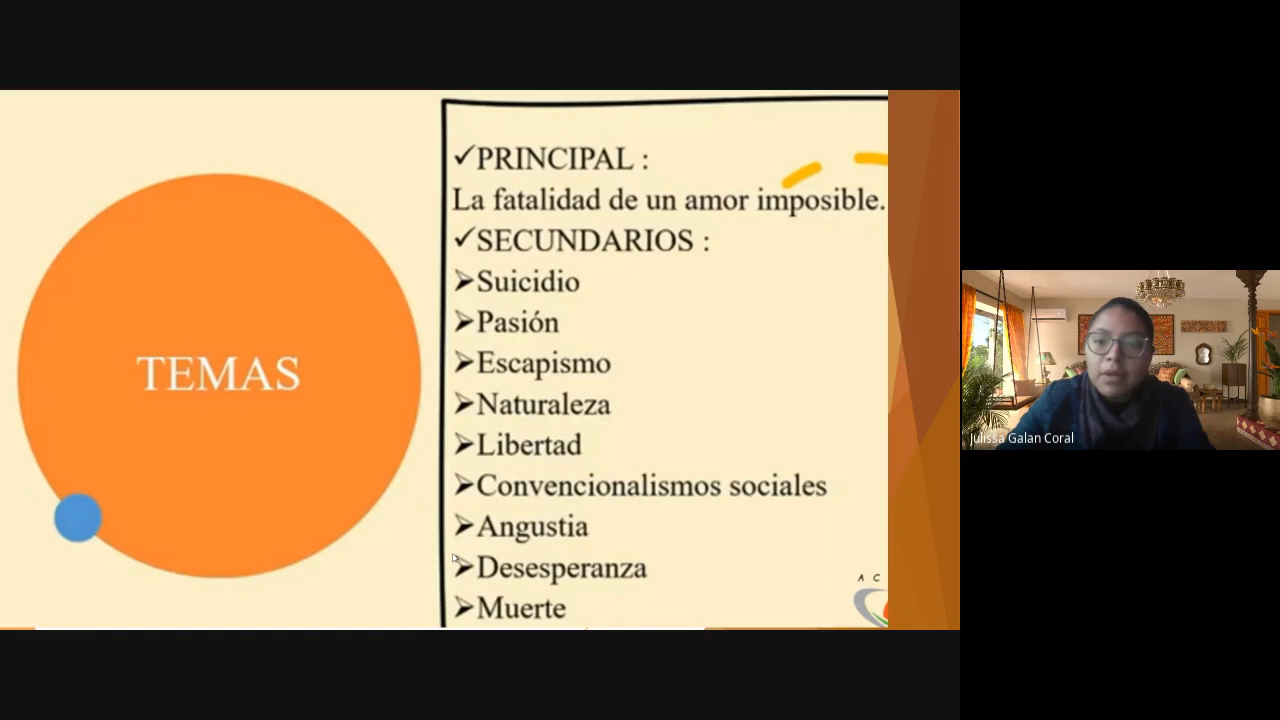 TEMAS
✓PRINCIPAL :
La fatalidad de un amor imposible.
✓SECUNDARIOS :
➢Suicidio
➢Pasión
➢Escapismo
➢Naturaleza
➢Libertad
➢Convencionalismos sociales
➢Angustia
➢Desesperanza
➢Muerte
A C
Julissa Galan Coral